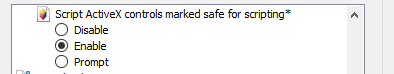 Script ActiveX controls marked safe for scripting*
Disable
Enable
Prompt